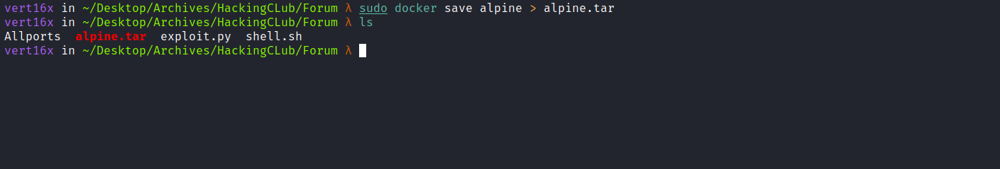 vert16x in ~/Desktop/Archives/HackingCLub/Forum λ sudo docker save alpine > alpine.tar
vert16x in ~/Desktop/Archives/HackingCLub/Forum λ ls
Allports  alpine.tar  exploit.py  shell.sh
vert16x in ~/Desktop/Archives/HackingCLub/Forum λ